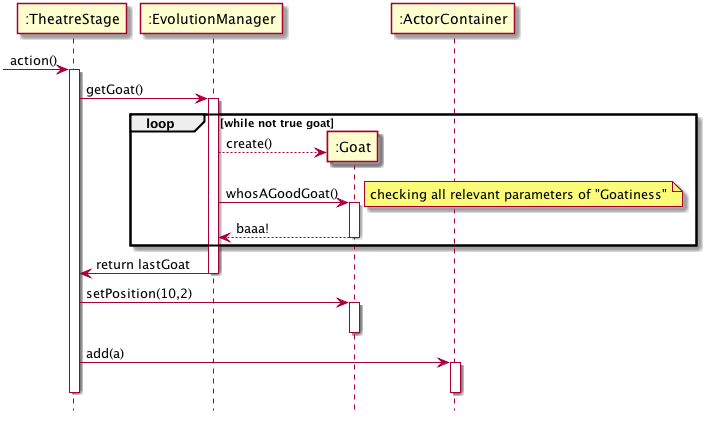 :TheatreStage
:EvolutionManager
:ActorContainer
action()
getGoat()
loop
[while not true goat]
create()
:Goat
whosAGoodGoat()
checking all relevant parameters of "Goatiness"
baaa!
return lastGoat
setPosition(10,2)
add(a)